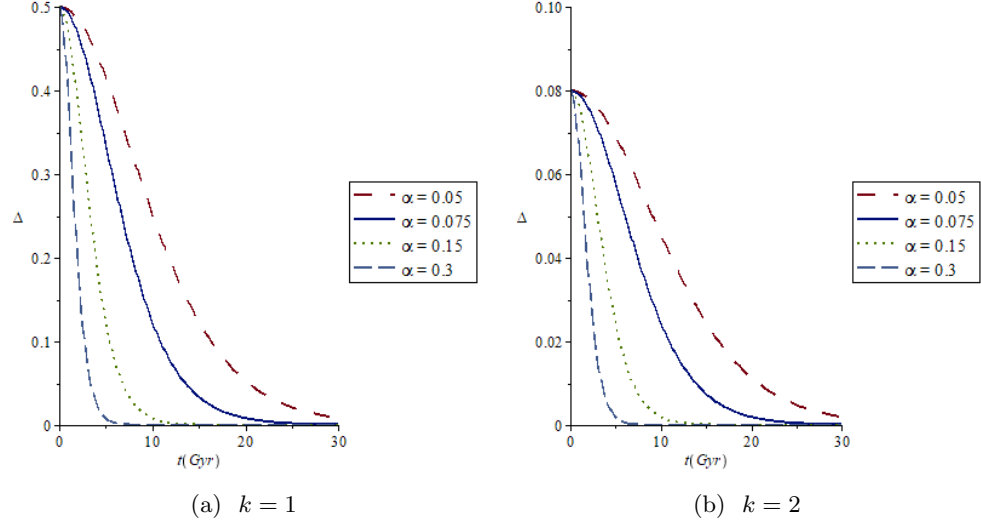 0.5
0.4
0.3
Δ
0.2
0.1
0
0 10 20 30
t(Gyr)
α = 0.05
α = 0.075
α = 0.15
α = 0.3
(a) k = 1
0.10
0.08
0.06
Δ
0.04
0.02
0
0 10 20 30
t(Gyr)
α = 0.05
α = 0.075
α = 0.15
α = 0.3
(b) k = 2